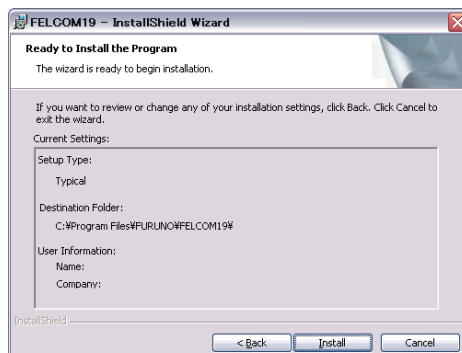 FELCOM19 - InstallShield Wizard
Ready to Install the Program
The wizard is ready to begin installation.
If you want to review or change any of your installation settings, click Back. Click Cancel to
exit the wizard.
Current Settings:
Setup Type:
Typical
Destination Folder:
C:¥Program Files¥FURUNO¥FELCOM19¥
User Information:
Name:
Company:
InstallShield
< Back
Install
Cancel